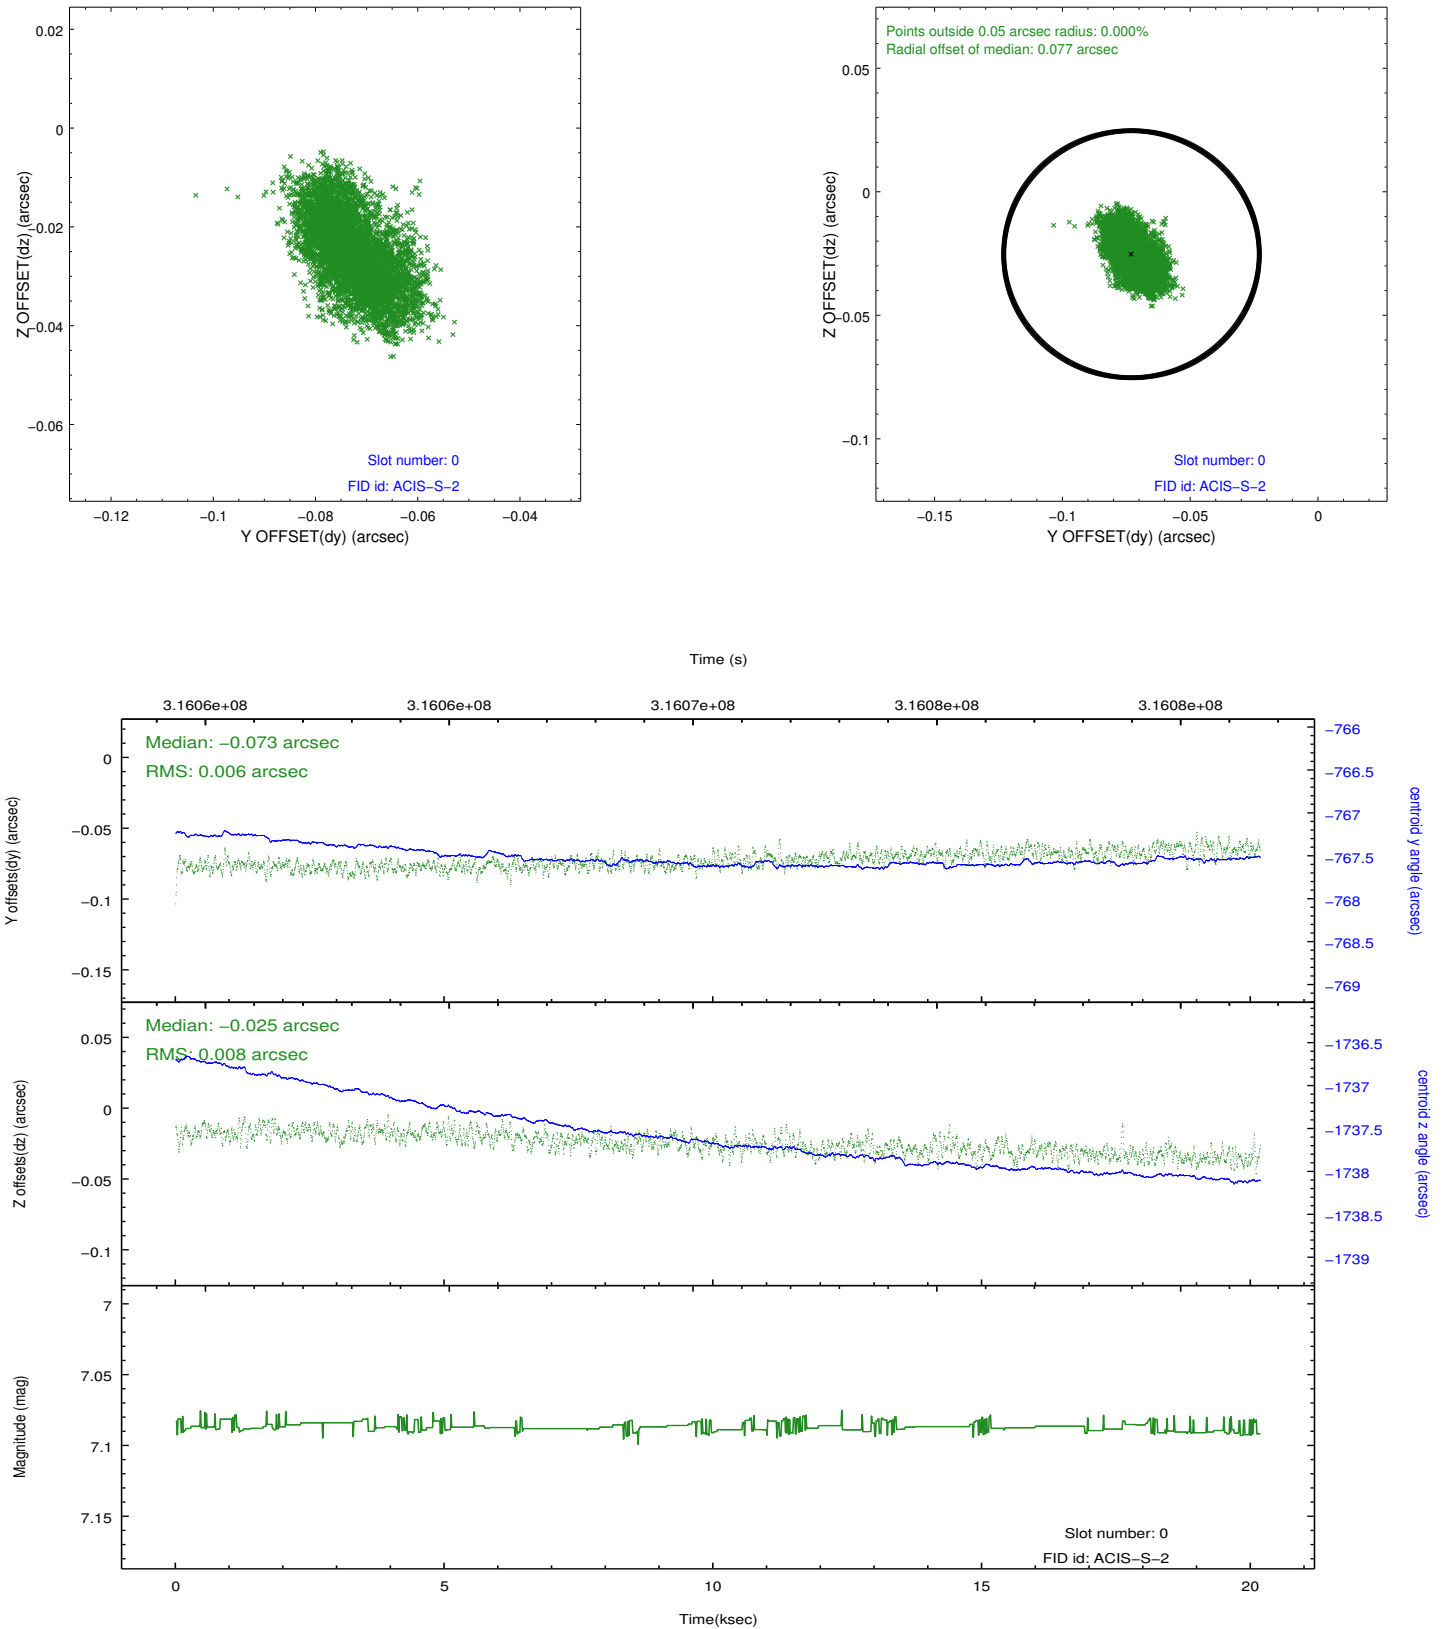 0.02
0
−0.02
−0.04
−0.06
Z OFFSET(dz) (arcsec)
Slot number: 0
FID id: ACIS−S−2
−0.12
−0.1
−0.08
−0.06
−0.04
Y OFFSET(dy) (arcsec)
Points outside 0.05 arcsec radius: 0.000%
Radial offset of median: 0.077 arcsec
0.05
0
−0.05
−0.1
Z OFFSET(dz) (arcsec)
Slot number: 0
FID id: ACIS−S−2
−0.15
−0.1
−0.05
0
Y OFFSET(dy) (arcsec)
Time (s)
3.1606e+08
3.1606e+08
3.1607e+08
3.1608e+08
3.1608e+08
Median: −0.073 arcsec
RMS: 0.006 arcsec
0
−0.05
−0.1
−0.15
Y offsets(dy) (arcsec)
−766
−766.5
−767
−767.5
−768
−768.5
−769
centroid y angle (arcsec)
Median: −0.025 arcsec
RMS: 0.008 arcsec
0.05
0
−0.05
−0.1
Z offsets(dz) (arcsec)
−1736.5
−1737
−1737.5
−1738
−1738.5
−1739
centroid z angle (arcsec)
7
7.05
7.1
7.15
Magnitude (mag)
Slot number: 0
FID id: ACIS−S−2
0
5
10
15
20
Time(ksec)